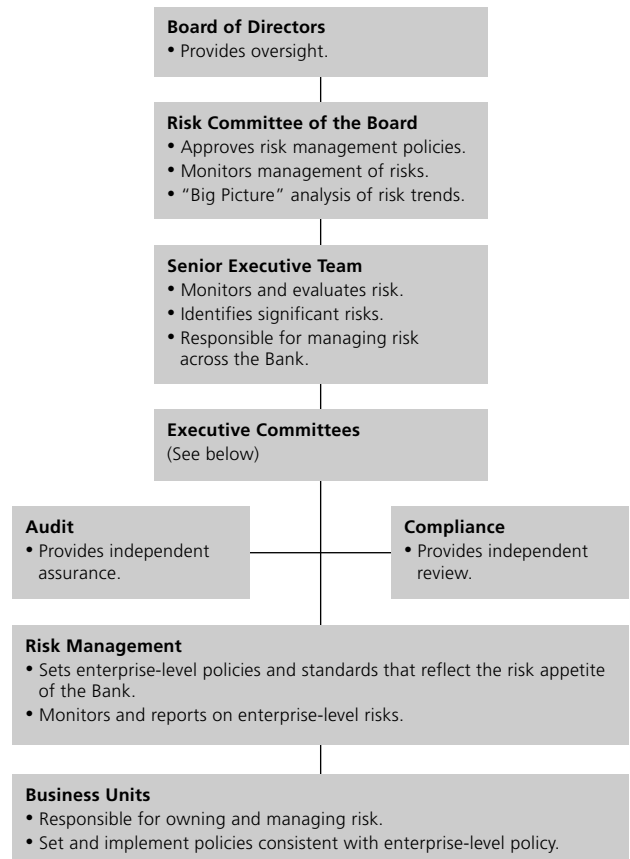 Board of Directors
• Provides oversight.
Risk Committee of the Board
• Approves risk management policies.
• Monitors management of risks.
• “Big Picture” analysis of risk trends.
Senior Executive Team
• Monitors and evaluates risk.
• Identifies significant risks.
• Responsible for managing risk
across the Bank.
Executive Committees
(See below)
Audit
• Provides independent
assurance.
Compliance
• Provides independent
review.
Risk Management
• Sets enterprise-level policies and standards that reflect the risk appetite
of the Bank.
• Monitors and reports on enterprise-level risks.
Business Units
• Responsible for owning and managing risk.
• Set and implement policies consistent with enterprise-level policy.